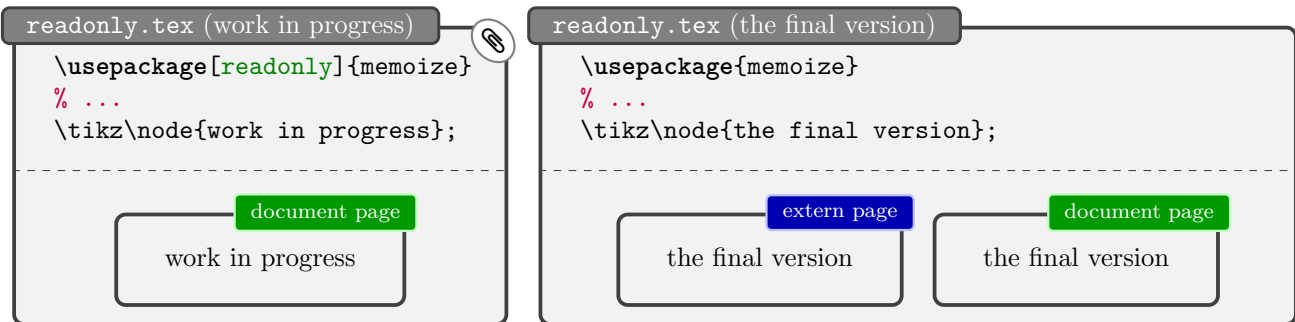 readonly.tex (work in progress)
\usepackage[readonly]{memoize}
% ...
\tikz\node{work in progress};
document page
work in progress
readonly.tex (the final version)
\usepackage{memoize}
% ...
\tikz\node{the final version};
extern page
the final version
document page
the final version